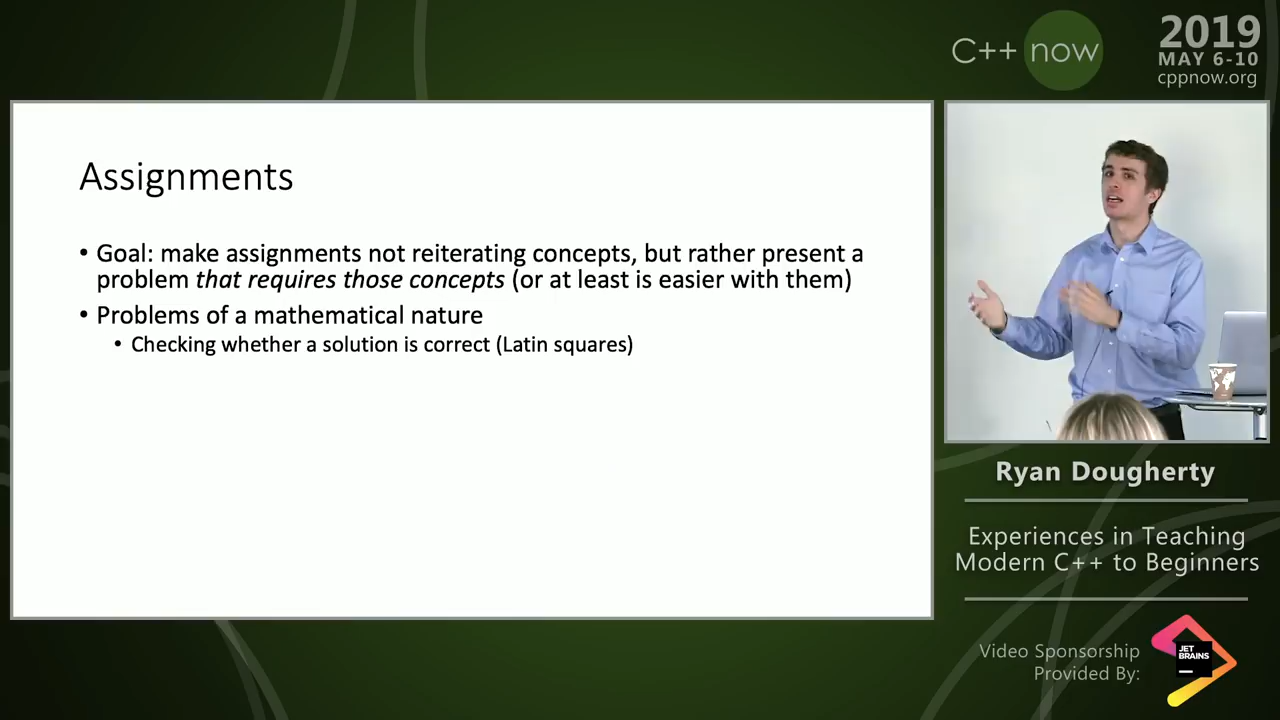 C++ now
2019
MAY 6-10
cppnow.org
Assignments
• Goal: make assignments not reiterating concepts, but rather present a
problem that requires those concepts (or at least is easier with them)
• Problems of a mathematical nature
• Checking whether a solution is correct (Latin squares)
Ryan Dougherty
Experiences in Teaching
Modern C++ to Beginners
Video Sponsorship
Provided By:
JET
BRAINS